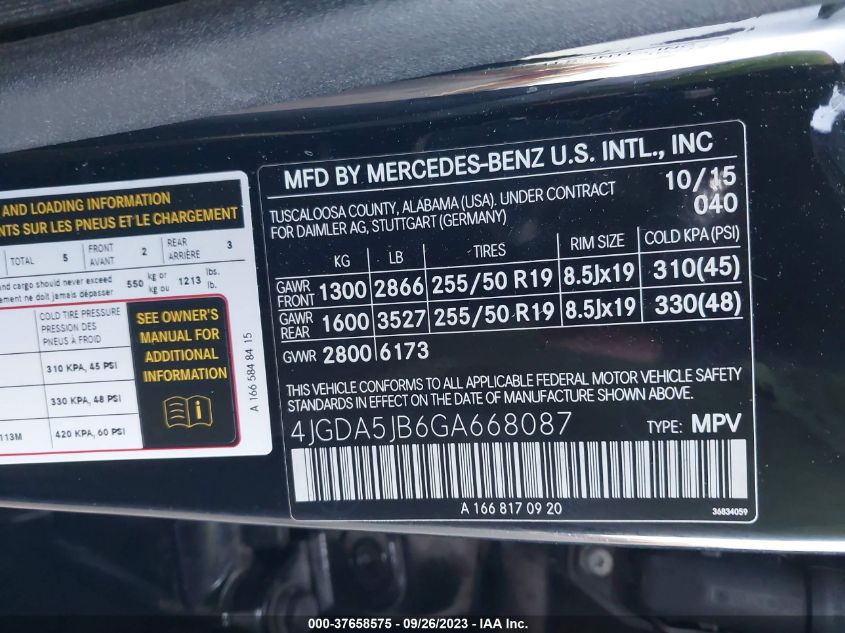 MFD BY MERCEDES-BENZ U.S. INTL., INC
TUSCALOOSA COUNTY, ALABAMA (USA). UNDER CONTRACT 10/15
FOR DAIMLER AG, STUTTGART (GERMANY) 040
KG LB TIRES RIM SIZE COLD KPA(PSI)
GAWR FRONT 1300 2866 255/50 R19 8.5Jx19 310(45)
GAWR REAR 1600 3527 255/50 R19 8.5Jx19 330(48)
GVWR 2800 6173
THIS VEHICLE CONFORMS TO ALL APPLICABLE FEDERAL MOTOR VEHICLE SAFETY
STANDARDS IN EFFECT ON THE DATE OF MANUFACTURE SHOWN ABOVE.
4JGDA5JB6GA668087 TYPE: MPV
A 166 817 09 20 36834059
AND LOADING INFORMATION
NTS SUR LES PNEUS ET LE CHARGEMENT
TOTAL 5 FRONT AVANT 2 REAR ARRIÈRE 3
nd cargo should never exceed 550 kg or 1213 lbs.
ement ne doit jamais dépasser kg ou lb.
COLD TIRE PRESSURE
PRESSION DES
PNEUS À FROID
310 KPA, 45 PSI
330 KPA, 48 PSI
113M 420 KPA, 60 PSI
SEE OWNER'S
MANUAL FOR
ADDITIONAL
INFORMATION
A 166 584 84 15
000-37658575 - 09/26/2023 - IAA Inc.